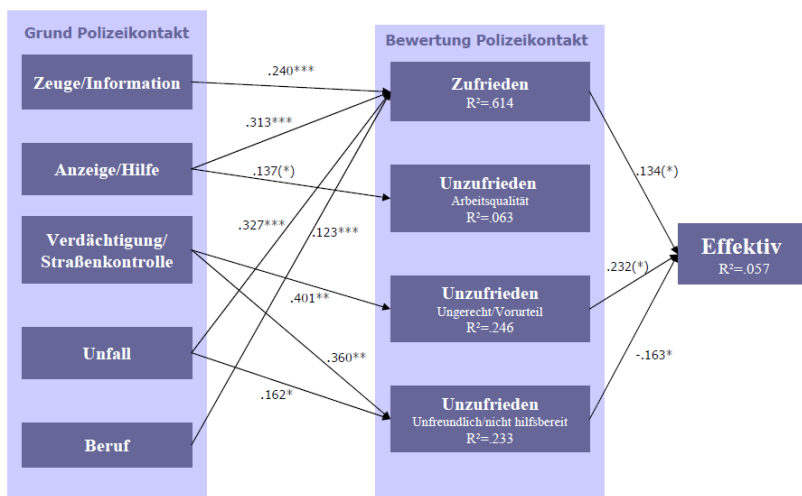 Grund Polizeikontakt
Zeuge/Information
Anzeige/Hilfe
Verdächtigung/
Straßenkontrolle
Unfall
Beruf
.240***
.313***
.137(*)
.327***
.123***
.401**
.360**
.162*
Bewertung Polizeikontakt
Zufrieden
R²=.614
Unzufrieden
Arbeitsqualität
R²=.063
Unzufrieden
Ungerecht/Vorurteil
R²=.246
Unzufrieden
Unfreundlich/nicht hilfsbereit
R²=.233
.134(*)
.232(*)
-.163*
Effektiv
R²=.057